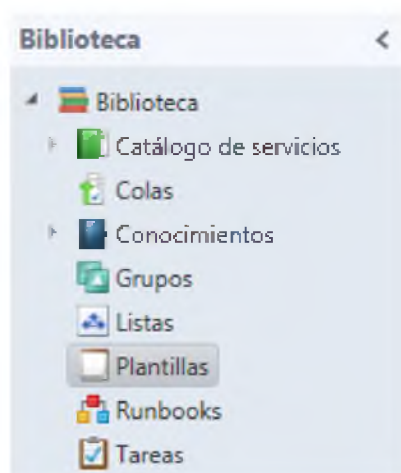 Biblioteca
Biblioteca
Catálogo de servicios
Colas
Conocimientos
Grupos
Listas
Plantillas
Runbooks
Tareas